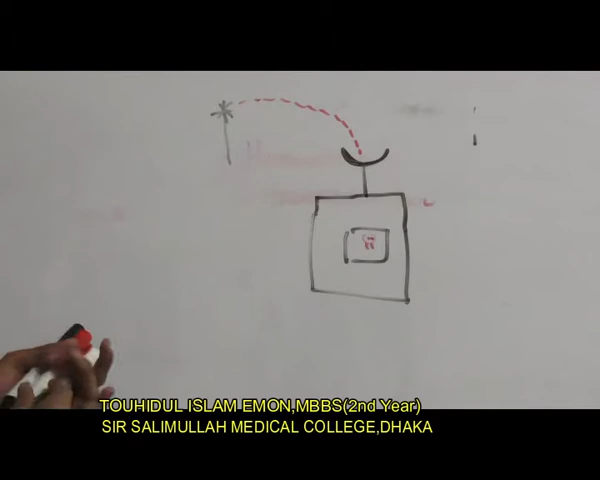 TOUHIDUL ISLAM EMON,MBBS(2nd Year)
SIR SALIMULLAH MEDICAL COLLEGE,DHAKA